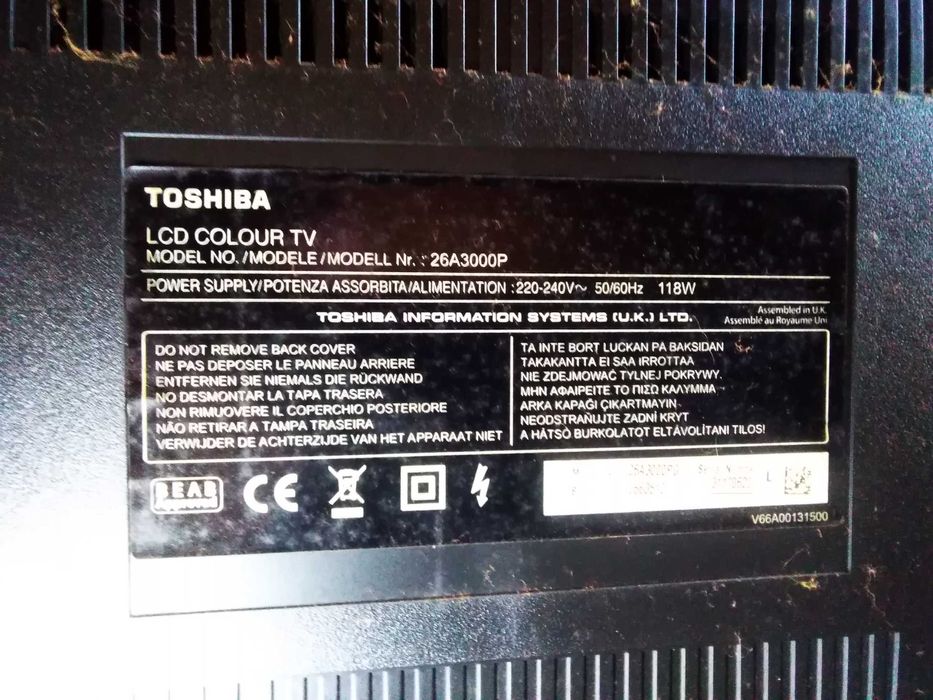 TOSHIBA
LCD COLOUR TV
MODEL NO./MODELE/MODELL Nr. : 26A3000P
POWER SUPPLY/POTENZA ASSORBITA/ALIMENTATION :220-240V~ 50/60Hz 118W
TOSHIBA INFORMATION SYSTEMS (U.K.) LTD.
Assembled in U.K.
Assemblé au Royaume Uni
DO NOT REMOVE BACK COVER
NE PAS DEPOSER LE PANNEAU ARRIERE
ENTFERNEN SIE NIEMALS DIE RÜCKWAND
NO DESMONTAR LA TAPA TRASERA
NON RIMUOVERE IL COPERCHIO POSTERIORE
NÃO RETIRAR A TAMPA TRASEIRA
VERWIJDER DE ACHTERZIJDE VAN HET APPARAAT NIET
TA INTE BORT LUCKAN PA BAKSIDAN
TAKAKANTTA EI SAA IRROTTAA
NIE ZDEJMOWAĆ TYLNEJ POKRYWY.
ΜΗΝ ΑΦΑΙΡΕΙΤΕ ΤΟ ΠΙΣΩ ΚΑΛΥΜΜΑ
ARKA KAPAĞI ÇIKARTMAYIN
NEODSTRAŇUJTE ZADNÍ KRYT
A HÁTSÓ BURKOLATOT ELTÁVOLÍTANI TILOS!
BEAB
Approved
CE
26A3000PG
L
V66A00131500